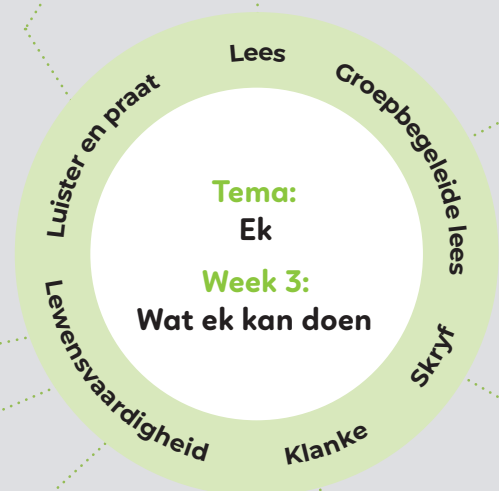 Lees
Groepbegeleide lees
Skryf
Klanke
Lewensvaardigheid
Luister en praat
Tema:
Ek
Week 3:
Wat ek kan doen